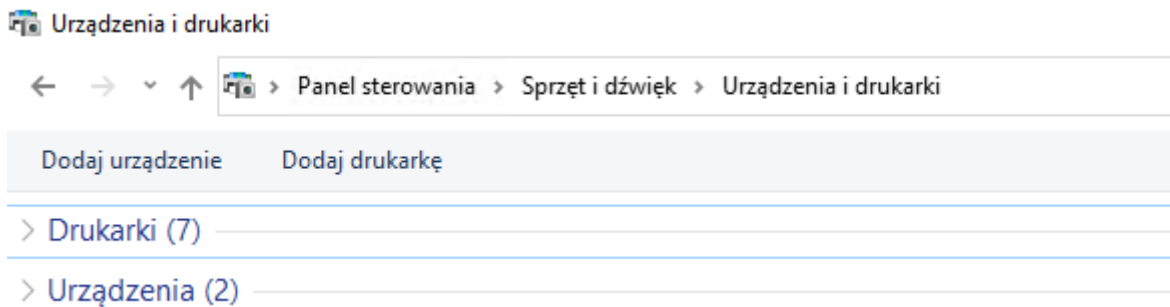 Urządzenia i drukarki
Panel sterowania > Sprzęt i dźwięk > Urządzenia i drukarki
Dodaj urządzenie Dodaj drukarkę
Drukarki (7)
Urządzenia (2)